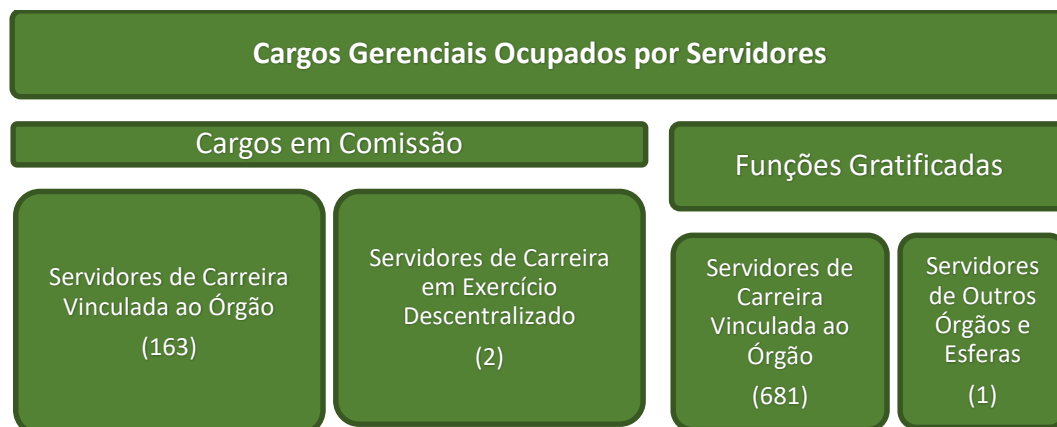 Cargos Gerenciais Ocupados por Servidores
Cargos em Comissão
Servidores de Carreira
Vinculada ao Órgão
(163)
Servidores de Carreira
em Exercício
Descentralizado
(2)
Funções Gratificadas
Servidores de
Carreira
Vinculada ao
Órgão
(681)
Servidores
de Outros
Órgãos e
Esferas
(1)